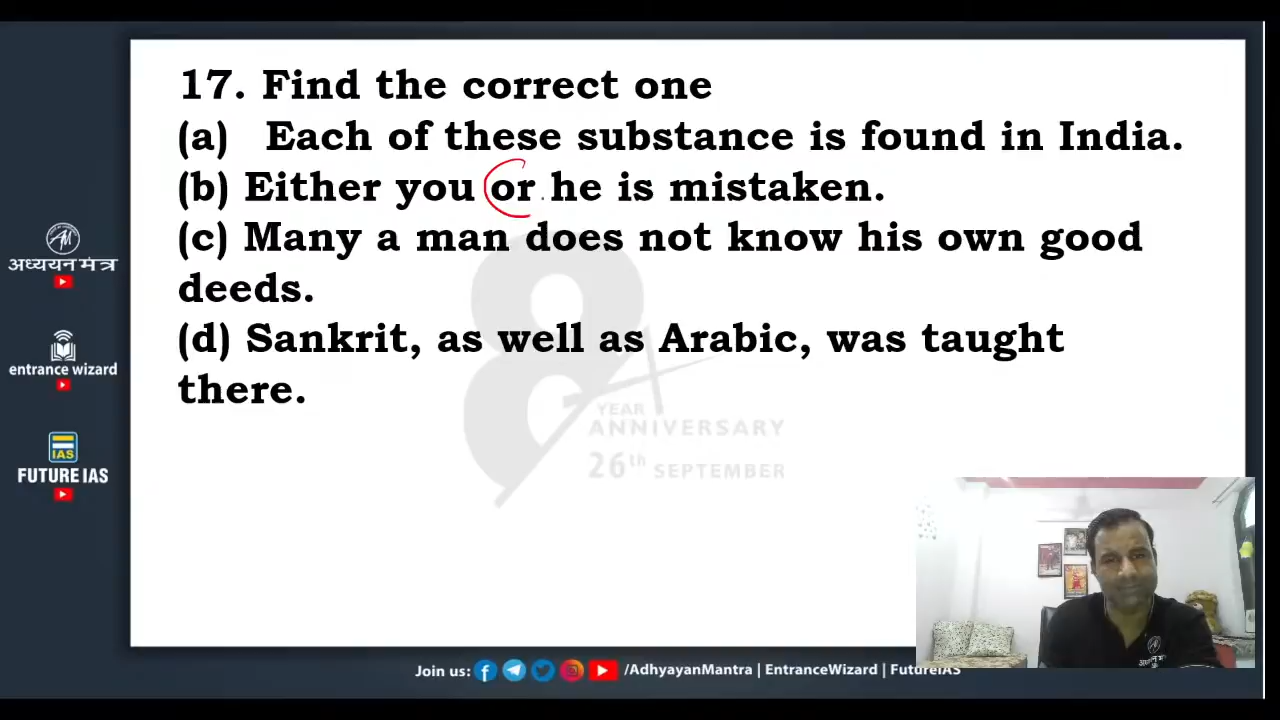 17. Find the correct one
(a) Each of these substance is found in India.
(b) Either you or he is mistaken.
(c) Many a man does not know his own good
deeds.
(d) Sankrit, as well as Arabic, was taught
there.
अध्ययन मंत्र
entrance wizard
IAS
FUTURE IAS
8
YEAR
ANNIVERSARY
26th SEPTEMBER
Join us: /AdhyayanMantra | EntranceWizard | FutureIAS